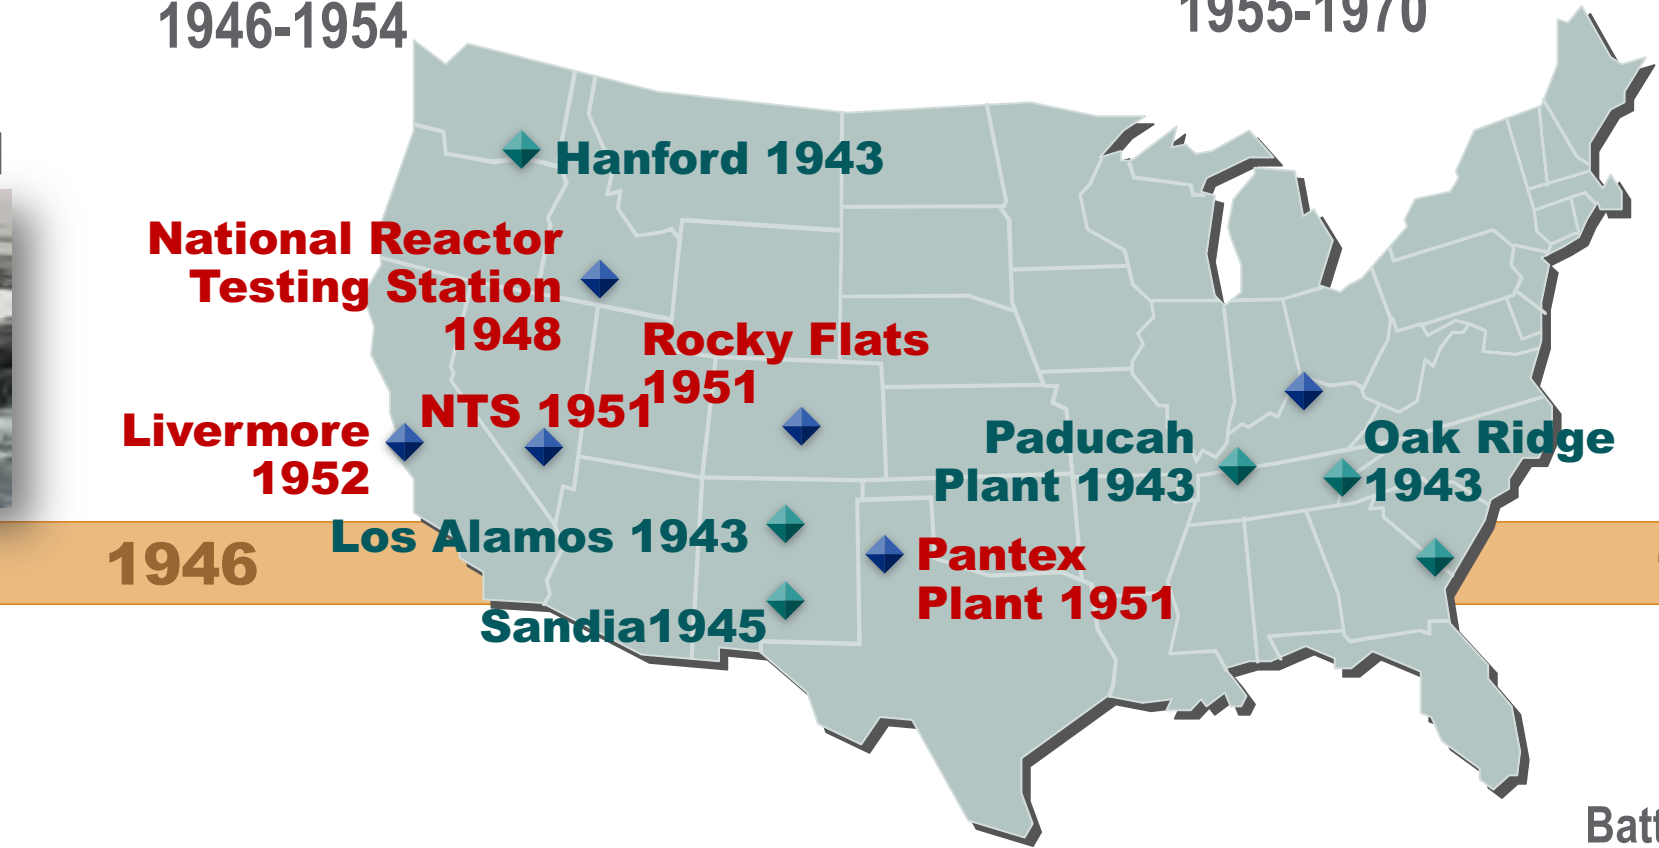 1946-1954
1955-1970
Hanford 1943
National Reactor
Testing Station
1948
Rocky Flats
1951
NTS 1951
Livermore
1952
Paducah
Plant 1943
Oak Ridge
1943
Los Alamos 1943
1946
Pantex
Plant 1951
Sandia1945
Batt